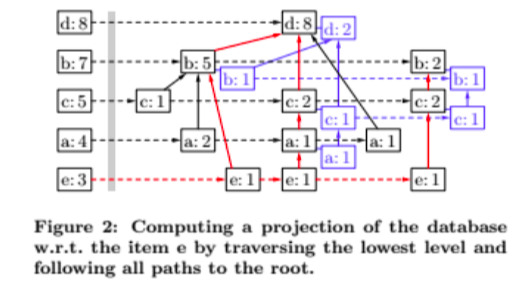 d: 8 d: 8 d: 2
b: 7 b: 5 b: 2
b: 1 b: 1
c: 5 c: 1 c: 2 c: 2
c: 1 c: 1
a: 4 a: 2 a: 1 a: 1
a: 1
e: 3 e: 1 e: 1 e: 1
Figure 2: Computing a projection of the database
w.r.t. the item e by traversing the lowest level and
following all paths to the root.